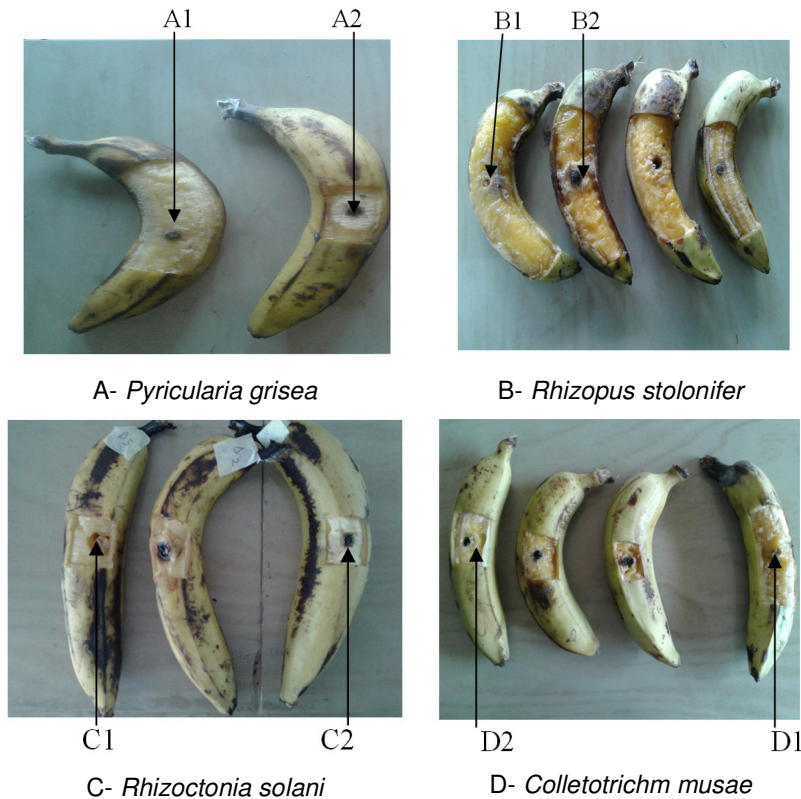 A1 A2
B1 B2
A- Pyricularia grisea
B- Rhizopus stolonifer
C1 C2
D2 D1
C- Rhizoctonia solani
D- Colletotrichm musae